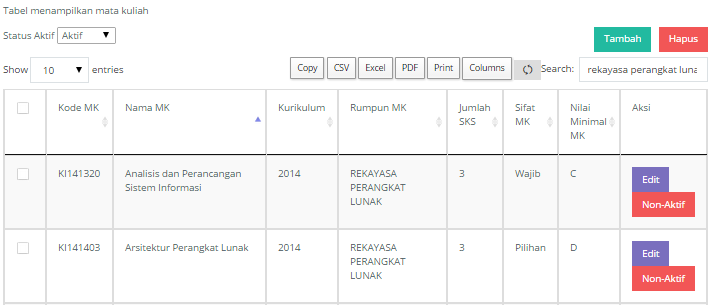 Tabel menampilkan mata kuliah
Status Aktif Aktif
Tambah Hapus
Show 10 entries Copy CSV Excel PDF Print Columns Search: rekayasa perangkat luna
Kode MK Nama MK Kurikulum Rumpun MK Jumlah Sifat Nilai Aksi
SKS MK Minimal
MK
KI141320 Analisis dan Perancangan 2014 REKAYASA 3 Wajib C Edit
Sistem Informasi PERANGKAT
LUNAK Non-Aktif
KI141403 Arsitektur Perangkat Lunak 2014 REKAYASA 3 Pilihan D Edit
PERANGKAT
LUNAK Non-Aktif